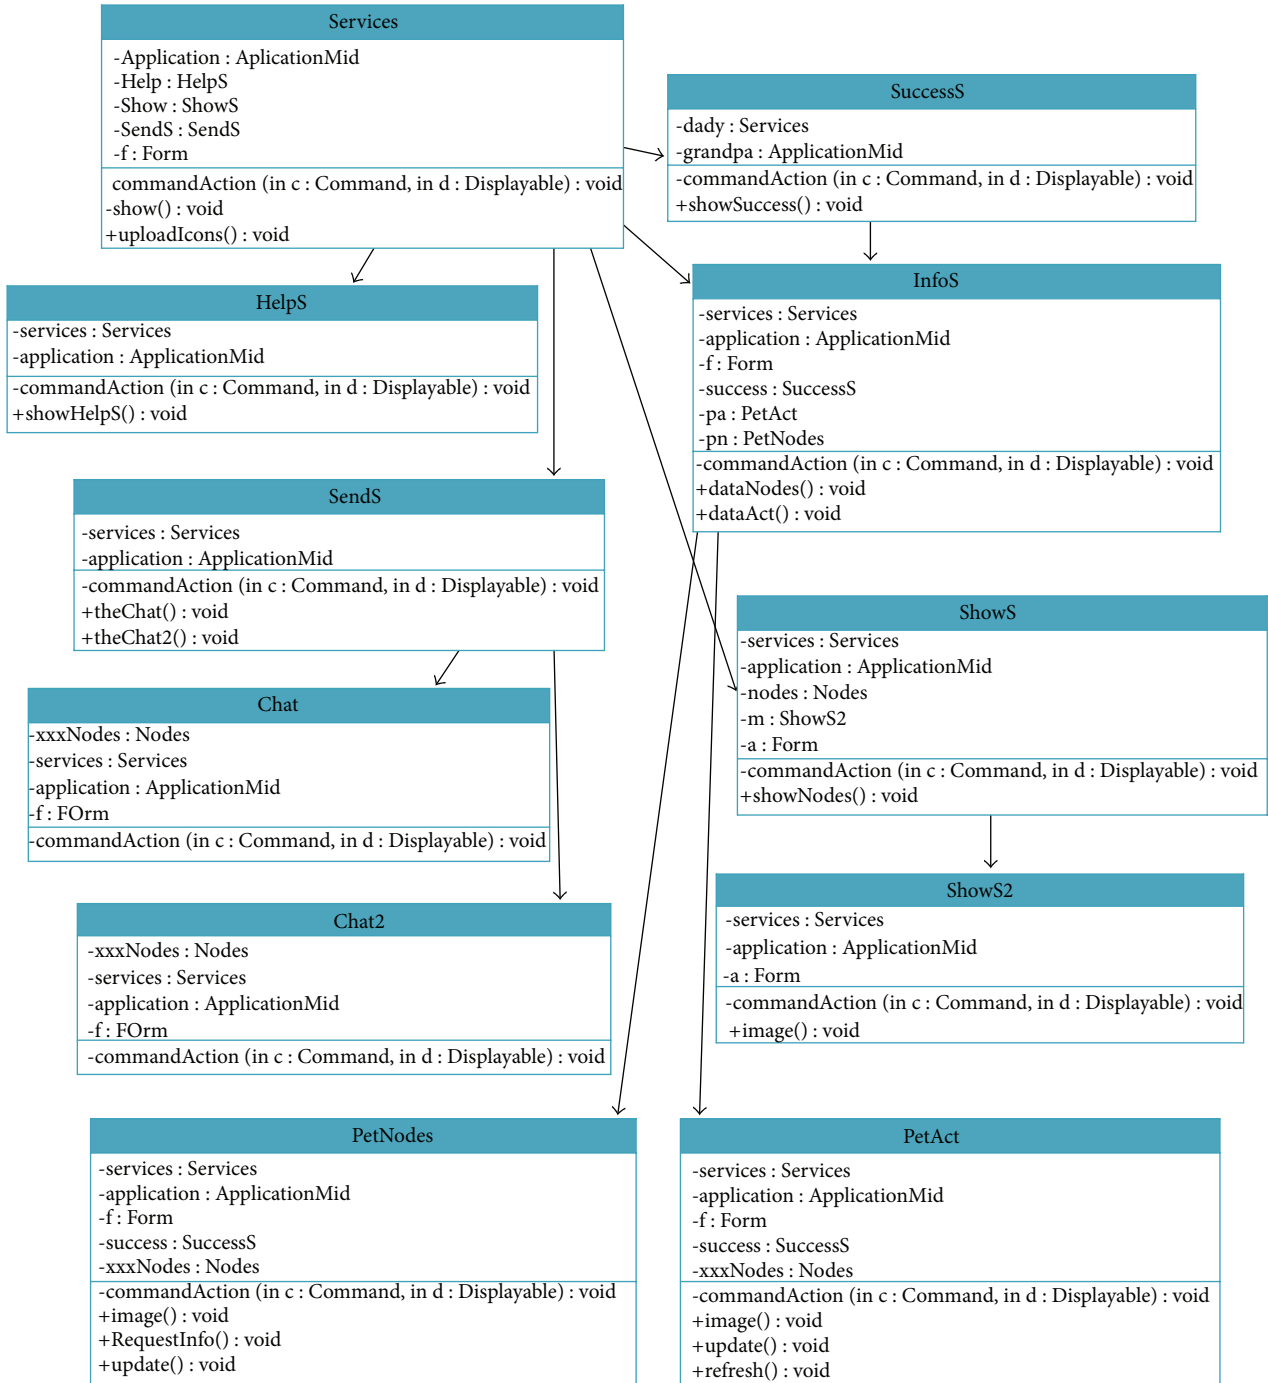 Services
-Application : AplicationMid
-Help : HelpS
-Show : ShowS
-SendS : SendS
-f : Form
commandAction (in c : Command, in d : Displayable) : void
-show() : void
+uploadIcons() : void
SuccessS
-dady : Services
-grandpa : ApplicationMid
-commandAction (in c : Command, in d : Displayable) : void
+showSuccess() : void
HelpS
-services : Services
-application : ApplicationMid
-commandAction (in c : Command, in d : Displayable) : void
+showHelpS() : void
InfoS
-services : Services
-application : ApplicationMid
-f : Form
-success : SuccessS
-pa : PetAct
-pn : PetNodes
-commandAction (in c : Command, in d : Displayable) : void
+dataNodes() : void
+dataAct() : void
SendS
-services : Services
-application : ApplicationMid
-commandAction (in c : Command, in d : Displayable) : void
+theChat() : void
+theChat2() : void
ShowS
-services : Services
-application : ApplicationMid
-nodes : Nodes
-m : ShowS2
-a : Form
-commandAction (in c : Command, in d : Displayable) : void
+showNodes() : void
Chat
-xxxNodes : Nodes
-services : Services
-application : ApplicationMid
-f : FOrm
-commandAction (in c : Command, in d : Displayable) : void
ShowS2
-services : Services
-application : ApplicationMid
-a : Form
-commandAction (in c : Command, in d : Displayable) : void
+image() : void
Chat2
-xxxNodes : Nodes
-services : Services
-application : ApplicationMid
-f : FOrm
-commandAction (in c : Command, in d : Displayable) : void
PetNodes
-services : Services
-application : ApplicationMid
-f : Form
-success : SuccessS
-xxxNodes : Nodes
-commandAction (in c : Command, in d : Displayable) : void
+image() : void
+RequestInfo() : void
+update() : void
PetAct
-services : Services
-application : ApplicationMid
-f : Form
-success : SuccessS
-xxxNodes : Nodes
-commandAction (in c : Command, in d : Displayable) : void
+image() : void
+update() : void
+refresh() : void